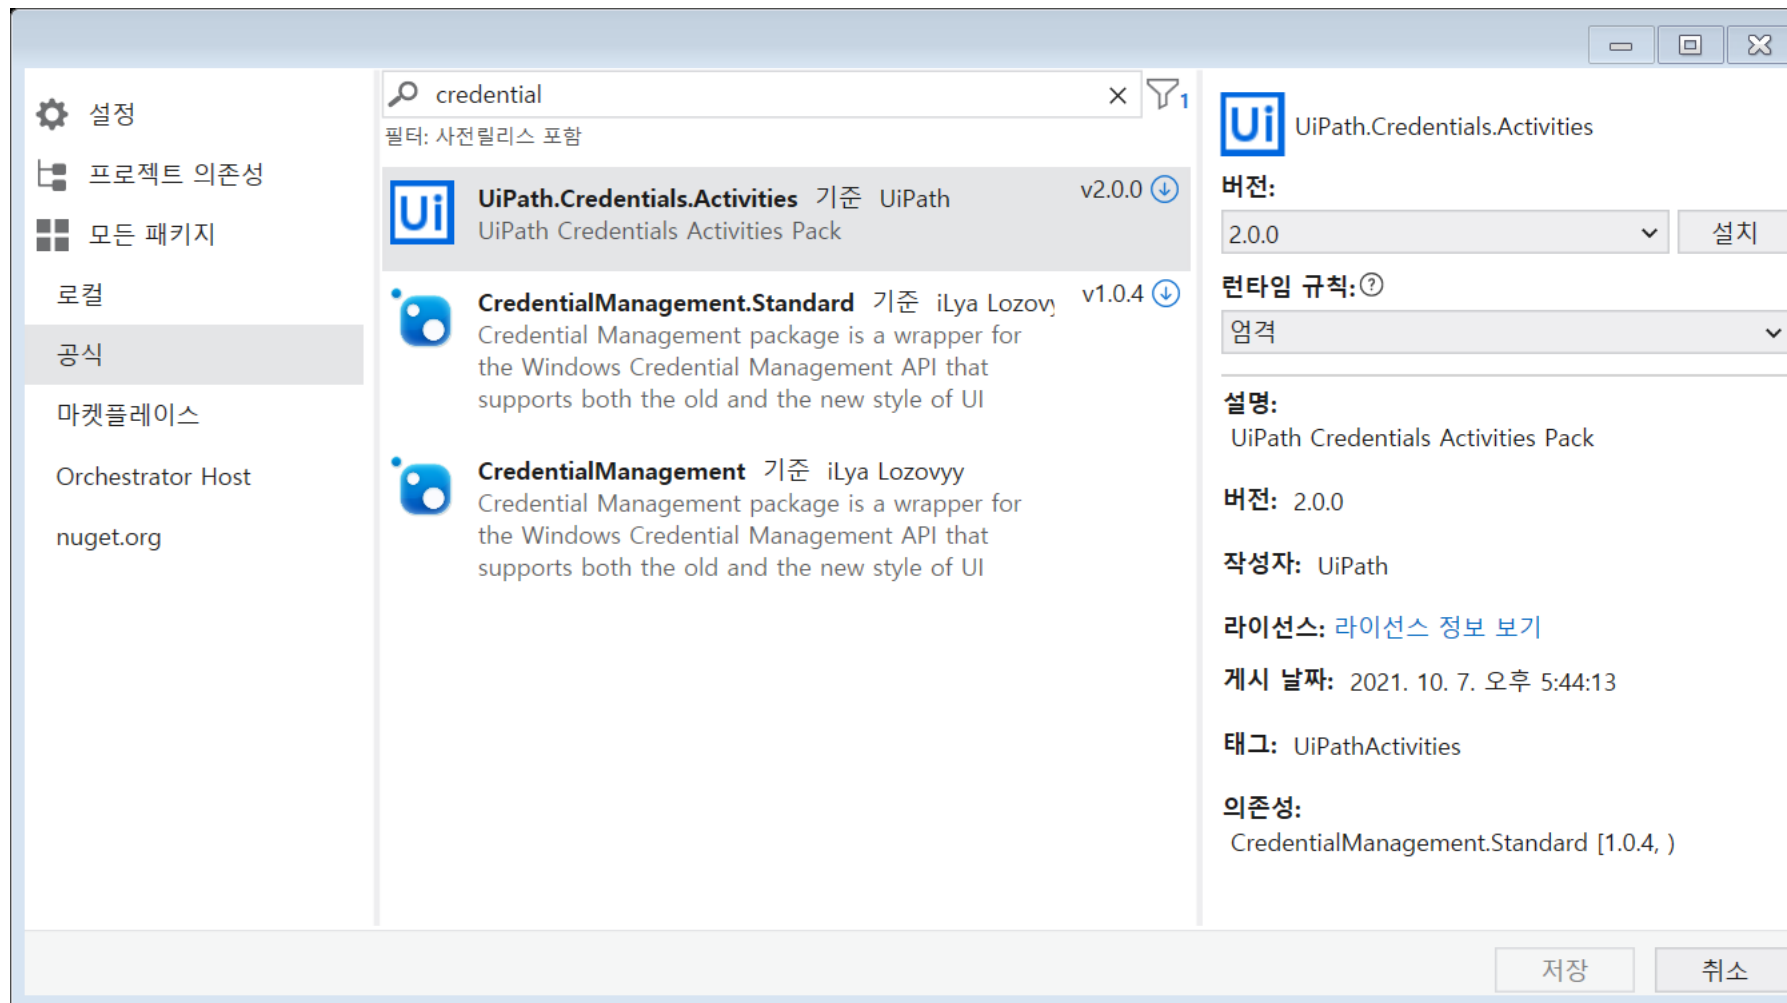 설정
프로젝트 의존성
모든 패키지
로컬
공식
마켓플레이스
Orchestrator Host
nuget.org
credential
1
필터: 사전릴리스 포함
Ui
UiPath.Credentials.Activities 기준 UiPath
v2.0.0
UiPath Credentials Activities Pack
CredentialManagement.Standard 기준 iLya Lozovy
v1.0.4
Credential Management package is a wrapper for
the Windows Credential Management API that
supports both the old and the new style of UI
CredentialManagement 기준 iLya Lozovyy
Credential Management package is a wrapper for
the Windows Credential Management API that
supports both the old and the new style of UI
Ui
UiPath.Credentials.Activities
버전:
2.0.0
설치
런타임 규칙:?
엄격
설명:
UiPath Credentials Activities Pack
버전: 2.0.0
작성자: UiPath
라이선스: 라이선스 정보 보기
게시 날짜: 2021. 10. 7. 오후 5:44:13
태그: UiPathActivities
의존성:
CredentialManagement.Standard [1.0.4, )
저장
취소